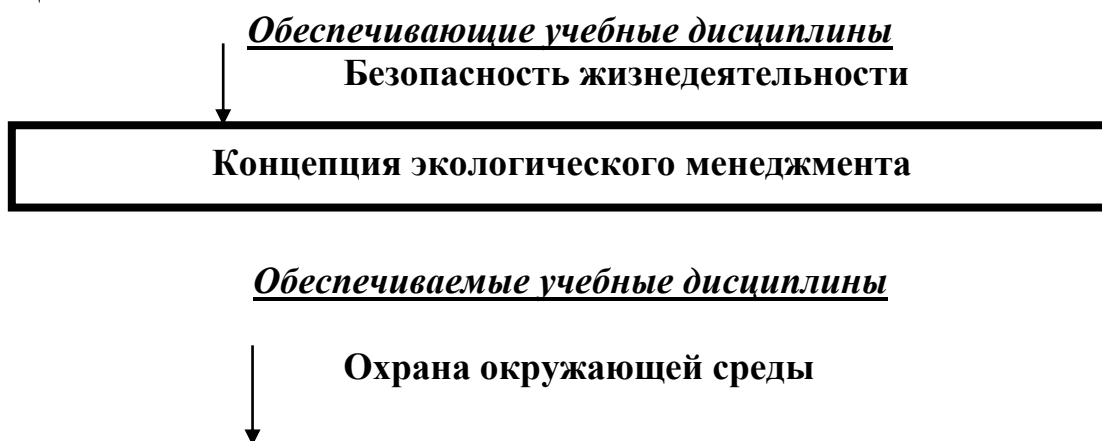 Обеспечивающие учебные дисциплины
Безопасность жизнедеятельности
Концепция экологического менеджмента
Обеспечиваемые учебные дисциплины
Охрана окружающей среды